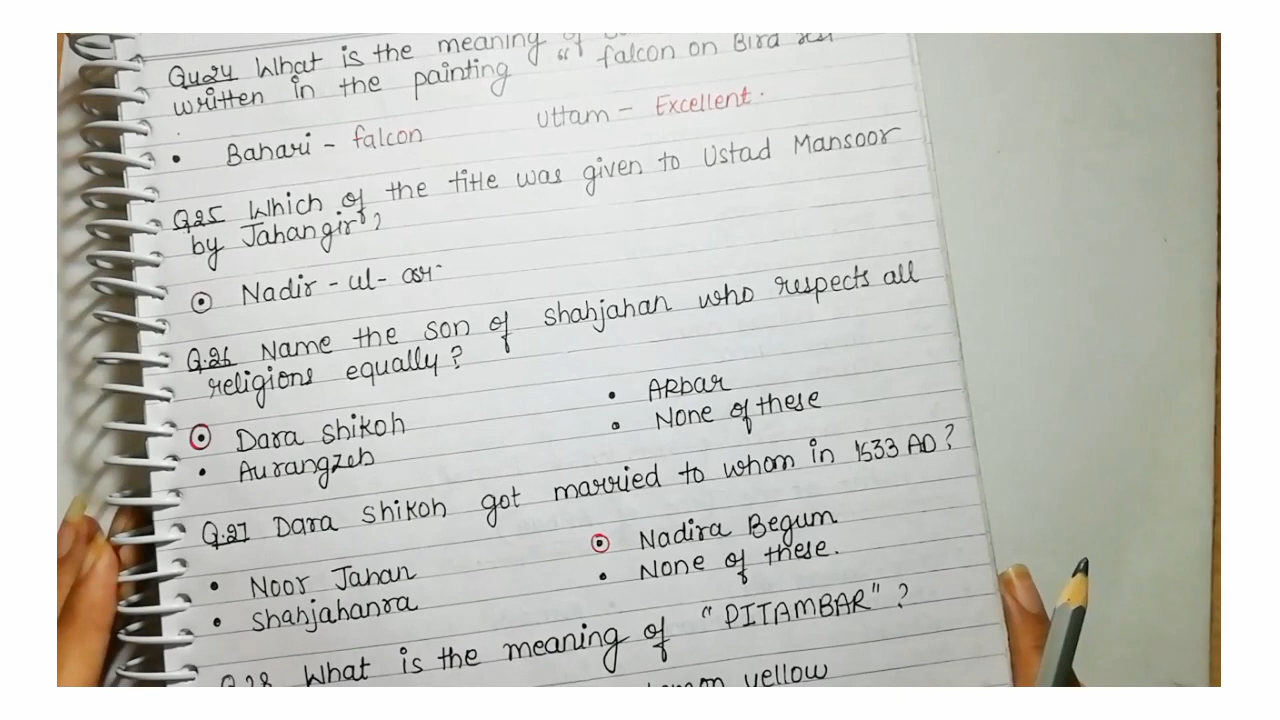 Qu24 What is the meaning of
written in the painting " falcon on Bird
• Bahari - falcon Uttam - Excellent.
Q25 Which of the title was given to Ustad Mansoor
by Jahangir?
Nadir - ul - asr
Q.26 Name the son of shahjahan who respects all
religions equally?
Dara shikoh • AKbar
• Aurangzeb • None of these
Q.27 Dara shikoh got married to whom in 1533 AD?
• Noor Jahan Nadira Begum
• Shahjahanra • None of these.
Q28 What is the meaning of "PITAMBAR"?
yellow